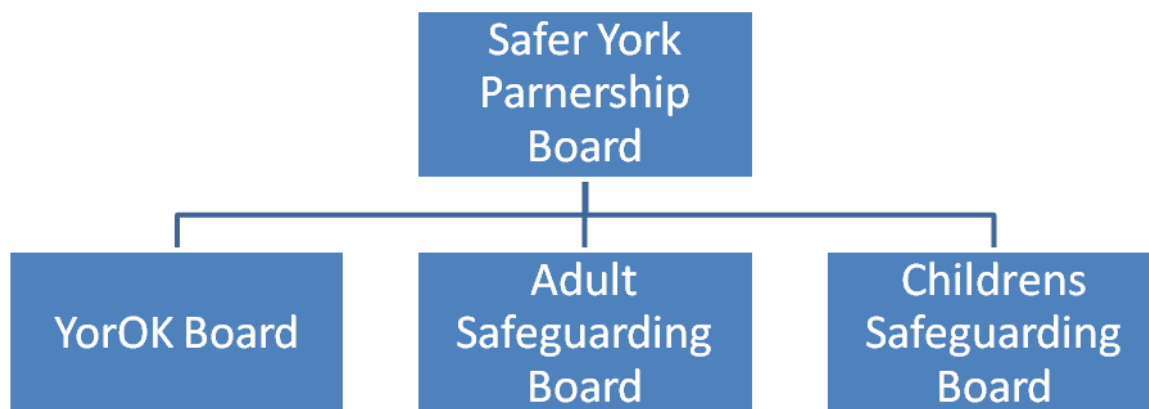 Safer York
Parnership
Board
YorOK Board
Adult
Safeguarding
Board
Childrens
Safeguarding
Board